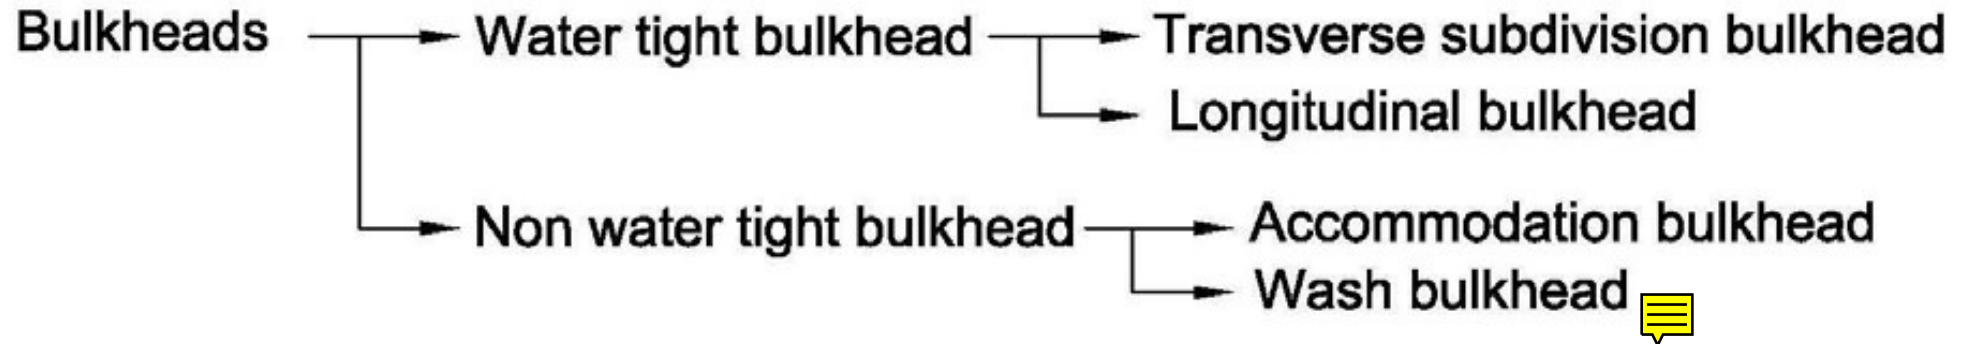 Bulkheads
Water tight bulkhead
Transverse subdivision bulkhead
Longitudinal bulkhead
Non water tight bulkhead
Accommodation bulkhead
Wash bulkhead